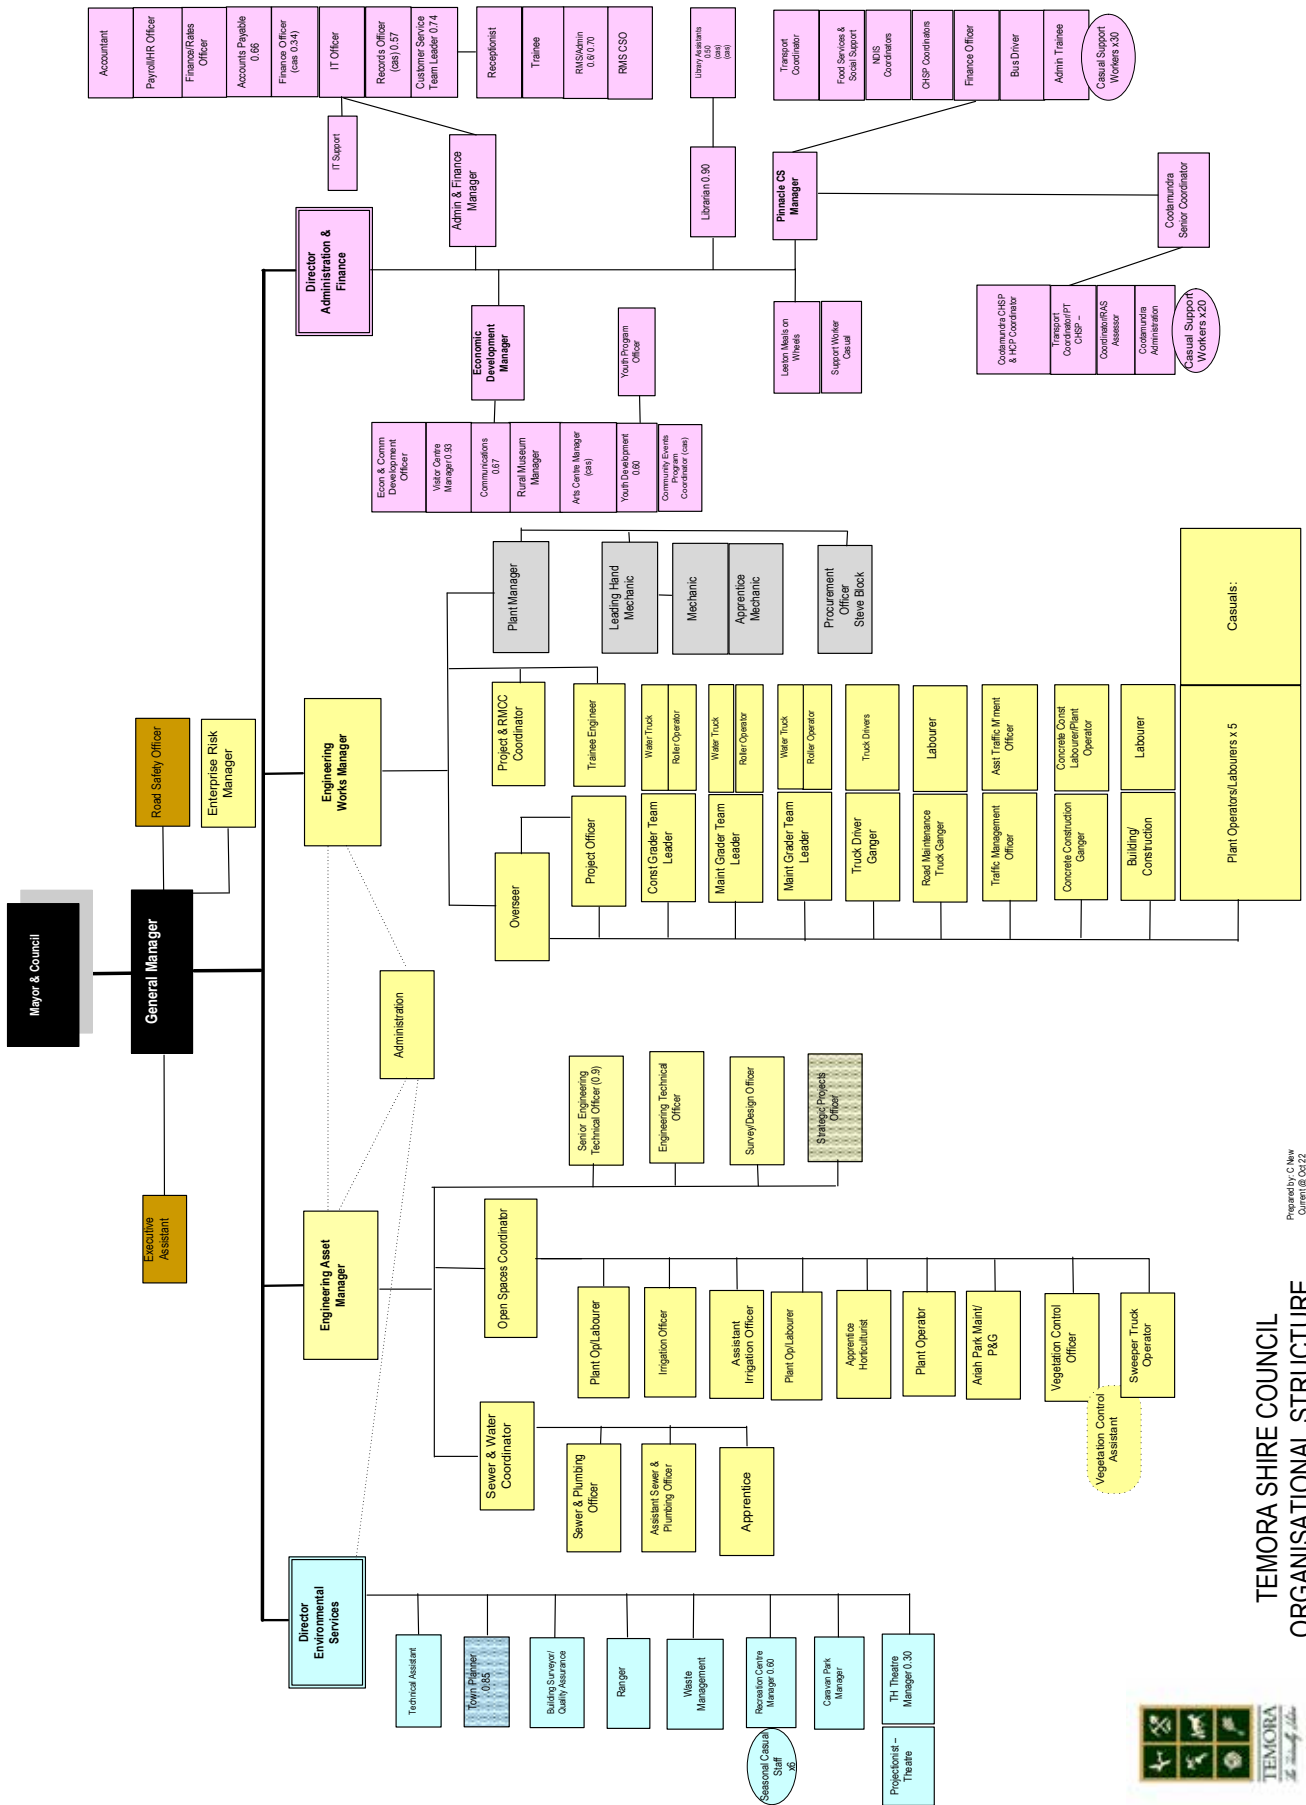 Mayor & Council
General Manager
Executive
Assistant
Road Safety Officer
Enterprise Risk
Manager
Director
Environmental
Services
Engineering Asset
Manager
Engineering
Works Manager
Director
Administration &
Finance
Administration
Technical Assistant
Town Planner
0.85
Building Surveyor/
Quality Assurance
Ranger
Waste
Management
Recreation Centre
Manager 0.60
Seasonal Casual
Staff
x6
Caravan Park
Manager
TH Theatre
Manager 0.30
Projectionist –
Theatre
Sewer & Water
Coordinator
Sewer & Plumbing
Officer
Assistant Sewer &
Plumbing Officer
Apprentice
Open Spaces Coordinator
Plant Op/Labourer
Irrigation Officer
Assistant
Irrigation Officer
Plant Op/Labourer
Apprentice
Horticulturist
Plant Operator
Ariah Park Maint/
P&G
Vegetation Control
Officer
Vegetation Control
Assistant
Sweeper Truck
Operator
Senior Engineering
Technical Officer (0.9)
Engineering Technical
Officer
Survey/Design Officer
Strategic Projects
Officer
Overseer
Project Officer
Const Grader Team
Leader
Water Truck
Roller Operator
Maint Grader Team
Leader
Water Truck
Roller Operator
Maint Grader Team
Leader
Water Truck
Roller Operator
Truck Driver
Ganger
Truck Drivers
Road Maintenance
Truck Ganger
Labourer
Traffic Management
Officer
Asst Traffic M'ment
Officer
Concrete Construction
Ganger
Concrete Const
Labourer/Plant
Operator
Building/
Construction
Labourer
Plant Operators/Labourers x 5
Casuals:
Project & RMCC
Coordinator
Trainee Engineer
Plant Manager
Leading Hand
Mechanic
Mechanic
Apprentice
Mechanic
Procurement
Officer
Steve Block
Economic
Development
Manager
Econ & Comm
Development
Officer
Visitor Centre
Manager 0.93
Communications
0.67
Rural Museum
Manager
Arts Centre Manager
(cas)
Youth Development
0.60
Community Events
Program
Coordinator (cas)
Youth Program
Officer
Admin & Finance
Manager
IT Support
Accountant
Payroll/HR Officer
Finance/Rates
Officer
Accounts Payable
0.66
Finance Officer
(cas 0.34)
IT Officer
Records Officer
(cas) 0.57
Customer Service
Team Leader 0.74
Receptionist
Trainee
RMS/Admin
0.6/ 0.70
RMS CSO
Librarian 0.90
Library Assistants
0.50
(cas)
(cas)
Pinnacle CS
Manager
Leeton Meals on
Wheels
Support Worker
Casual
Transport
Coordinator
Food Services &
Social Support
NDIS
Coordinators
CHSP Coordinators
Finance Officer
Bus Driver
Admin Trainee
Casual Support
Workers x30
Cootamundra
Senior Coordinator
Cootamundra CHSP
& HCP Coordinator
Transport
Coordinator/PT
CHSP –
Coordinator/RAS
Assessor
Cootamundra
Administration
Casual Support
Workers x20
Prepared by: C New
Current @ Oct 22
TEMORA SHIRE COUNCIL
ORGANISATIONAL STRUCTURE
TEMORA
The Friendly Shire